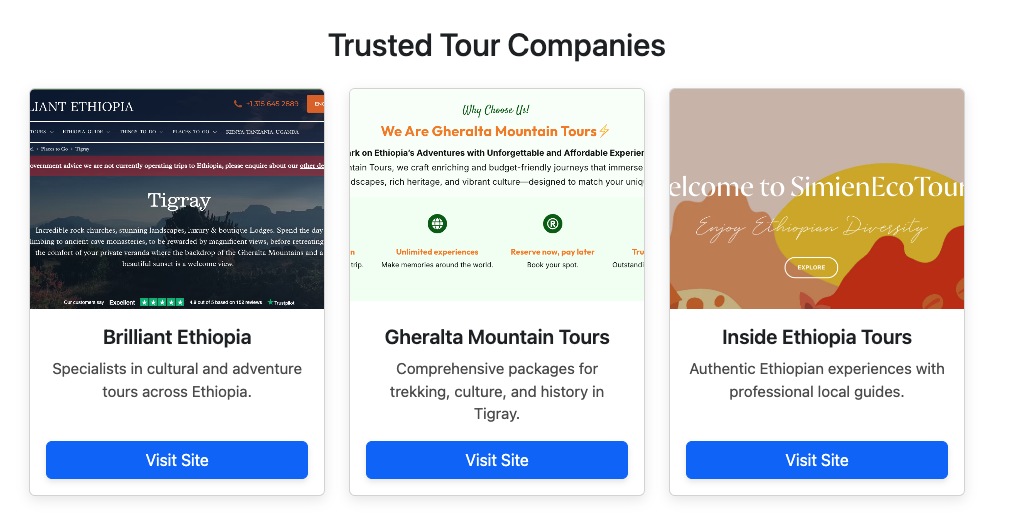 Trusted Tour Companies
LIANT ETHIOPIA
+1 315 645 2889
TOURS
ETHIOPIA GUIDE
THINGS TO DO
PLACES TO GO
KENYA TANZANIA UGANDA
Places to Go > Tigray
overnment advice we are not currently operating trips to Ethiopia, please enquire about our other de
Tigray
Incredible rock churches, stunning landscapes, luxury & boutique Lodges. Spend the day
limbing to ancient cave monasteries, to be rewarded by magnificent views, before retreating
the comfort of your private veranda where the backdrop of the Gheralta Mountains and a
beautiful sunset is a welcome view.
Our customers say Excellent 4.9 out of 5 based on 152 reviews Trustpilot
Brilliant Ethiopia
Specialists in cultural and adventure
tours across Ethiopia.
Visit Site
Why Choose Us!
We Are Gheralta Mountain Tours⚡
rk on Ethiopia's Adventures with Unforgettable and Affordable Experien
ntain Tours, we craft enriching and budget-friendly journeys that immerse
dscapes, rich heritage, and vibrant culture—designed to match your uniq
®
n
Unlimited experiences
Reserve now, pay later
Tru
trip.
Make memories around the world.
Book your spot.
Outstandi
Gheralta Mountain Tours
Comprehensive packages for
trekking, culture, and history in
Tigray.
Visit Site
elcome to SimienEcoTour
Enjoy Ethiopian Diversity
EXPLORE
Inside Ethiopia Tours
Authentic Ethiopian experiences with
professional local guides.
Visit Site